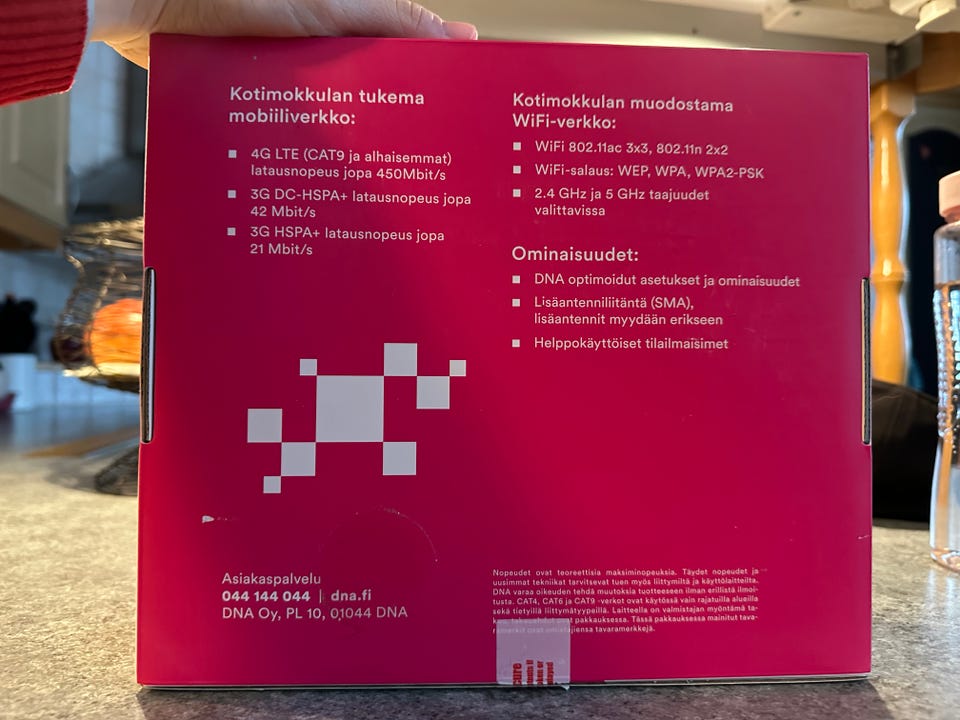 Kotimokkulan tukema
mobiiliverkko:
4G LTE (CAT9 ja alhaisemmat)
latausnopeus jopa 450Mbit/s
3G DC-HSPA+ latausnopeus jopa
42 Mbit/s
3G HSPA+ latausnopeus jopa
21 Mbit/s
Kotimokkulan muodostama
WiFi-verkko:
WiFi 802.11ac 3x3, 802.11n 2x2
WiFi-salaus: WEP, WPA, WPA2-PSK
2.4 GHz ja 5 GHz taajuudet
valittavissa
Ominaisuudet:
DNA optimoidut asetukset ja ominaisuudet
Lisäantenniliitäntä (SMA),
lisäantennit myydään erikseen
Helppokäyttöiset tilailmaisimet
Asiakaspalvelu
044 144 044 | dna.fi
DNA Oy, PL 10, 01044 DNA
Nopeudet ovat teoreettisia maksiminopeuksia. Täydet nopeudet ja
uusimmat tekniikat tarvitsevat tuen myös liittymiltä ja käyttölaitteilta.
DNA varaa oikeuden tehdä muutoksia tuotteeseen ilman erillistä ilmoi-
tusta. CAT4, CAT6 ja CAT9 -verkot ovat käytössä vain rajatuilla alueilla
sekä tietyillä liittymätyypeillä. Laitteella on valmistajan myöntämä ta-
pakkauksessa. Tässä pakkauksessa mainitut tava-
ramerkit ovat omistajiensa tavaramerkkejä.